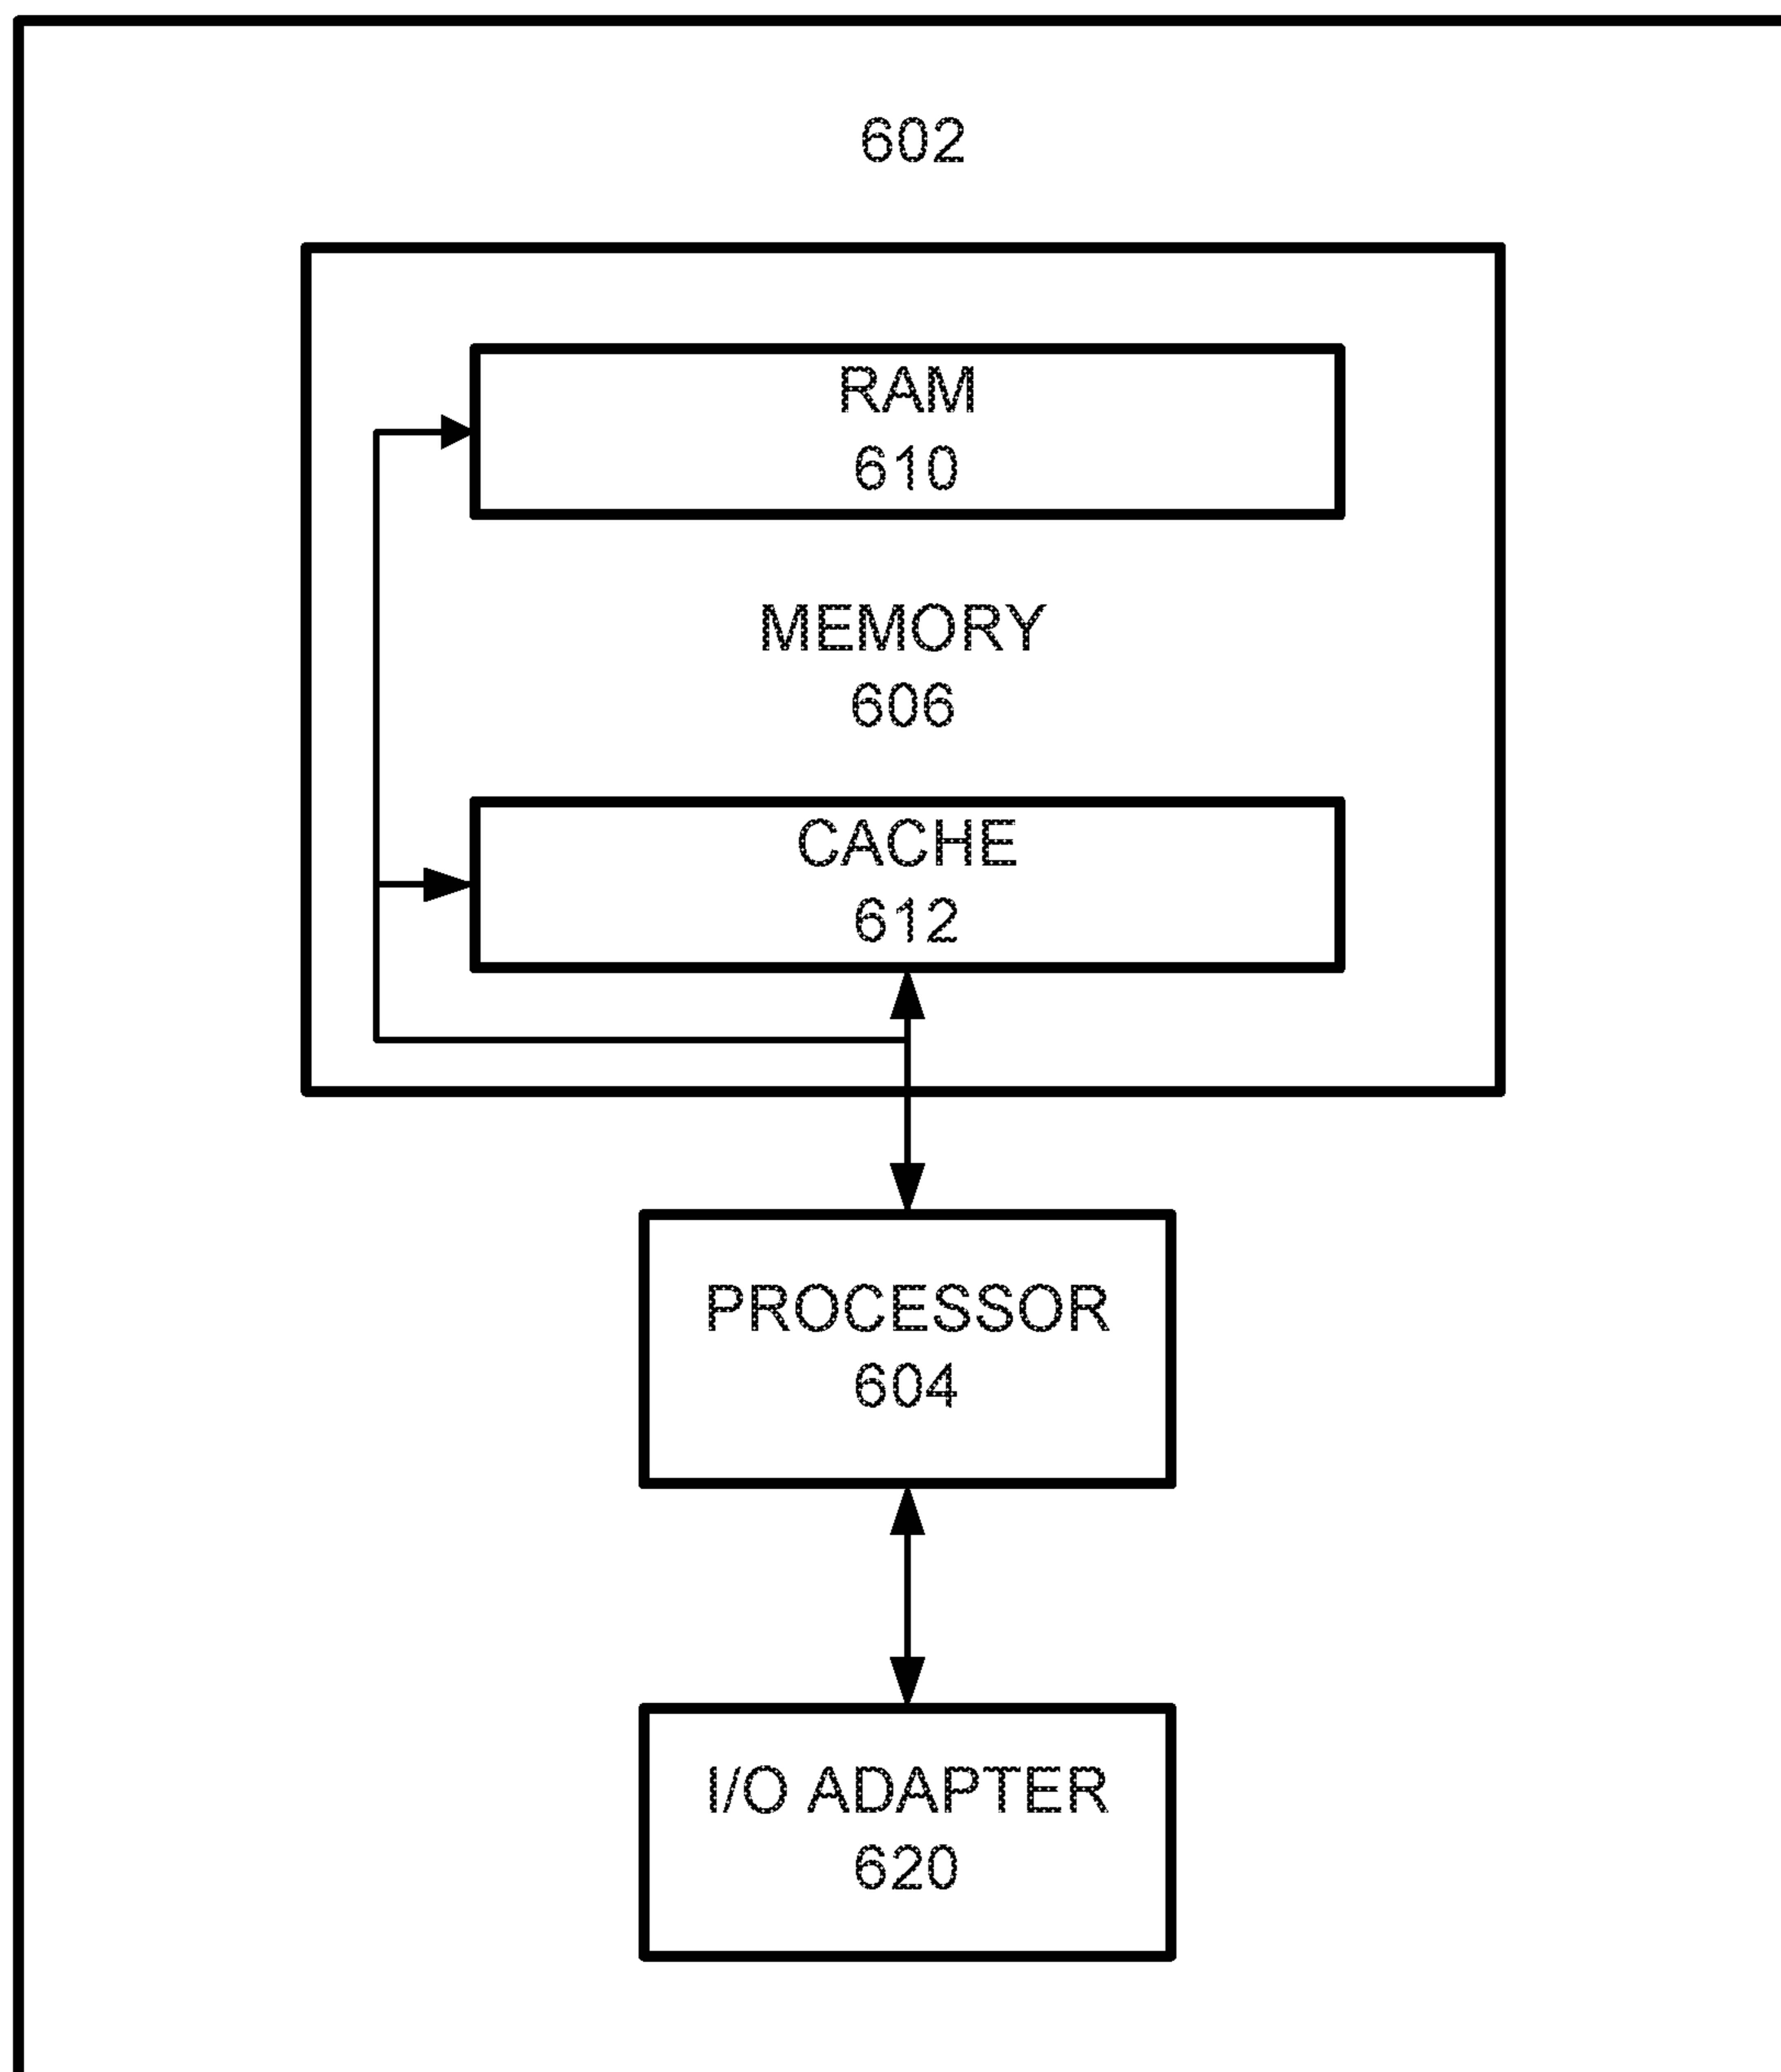 602
RAM
610
MEMORY
606
CACHE
612
PROCESSOR
604
I/O ADAPTER
620